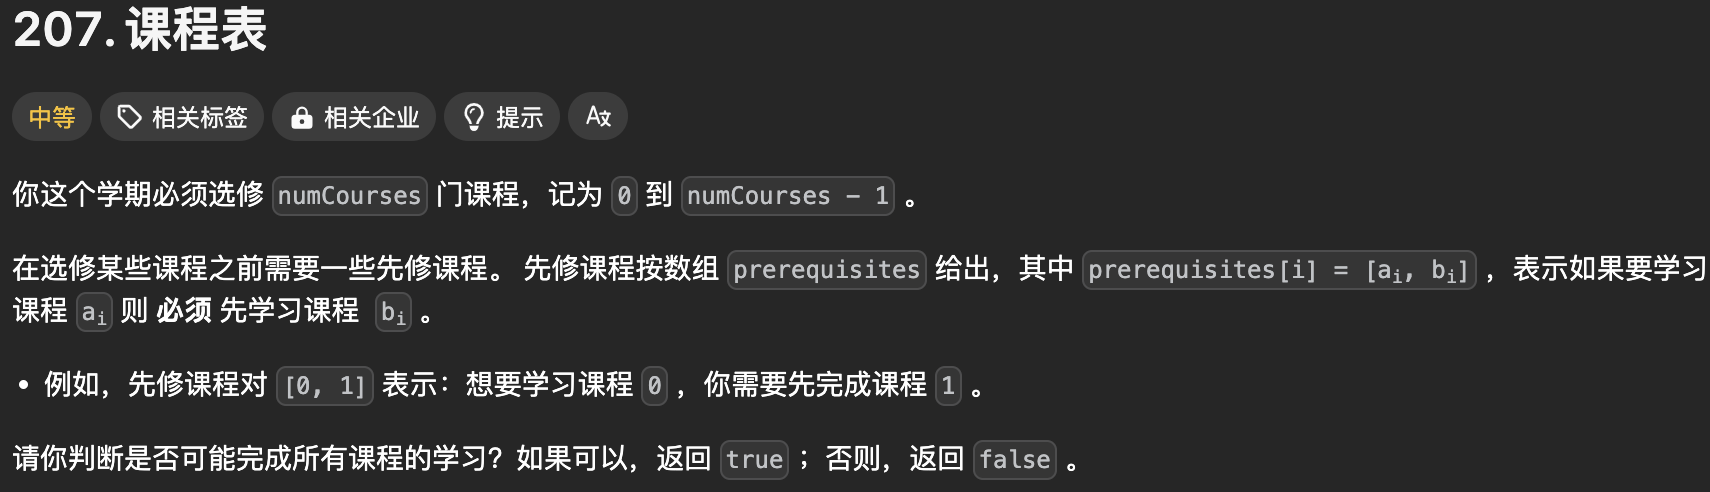 207. 课程表
中等 相关标签 相关企业 提示
你这个学期必须选修 numCourses 门课程，记为 0 到 numCourses - 1 。
在选修某些课程之前需要一些先修课程。 先修课程按数组 prerequisites 给出，其中 prerequisites[i] = [aᵢ, bᵢ] ，表示如果要学习
课程 aᵢ 则 必须 先学习课程 bᵢ 。
• 例如，先修课程对 [0, 1] 表示：想要学习课程 0 ，你需要先完成课程 1 。
请你判断是否可能完成所有课程的学习？如果可以，返回 true ；否则，返回 false 。